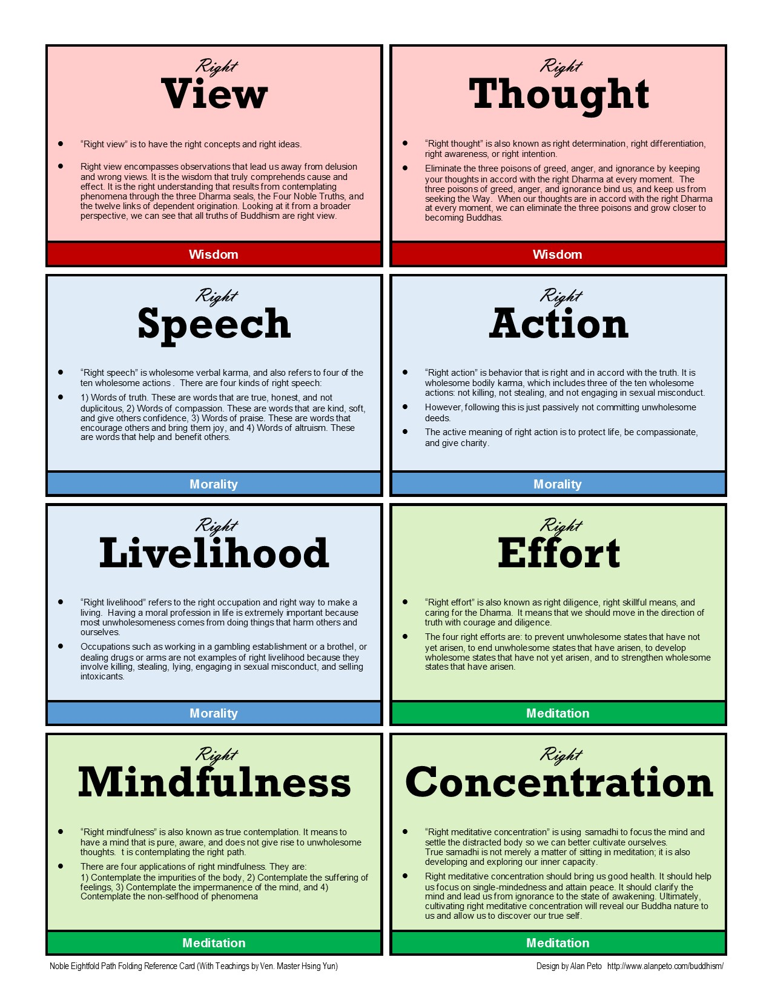 Right
View
• “Right view” is to have the right concepts and right ideas.
• Right view encompasses observations that lead us away from delusion
and wrong views. It is the wisdom that truly comprehends cause and
effect. It is the right understanding that results from contemplating
phenomena through the three Dharma seals, the Four Noble Truths, and
the twelve links of dependent origination. Looking at it from a broader
perspective, we can see that all truths of Buddhism are right view.
Wisdom
Right
Thought
• “Right thought” is also known as right determination, right differentiation,
right awareness, or right intention.
• Eliminate the three poisons of greed, anger, and ignorance by keeping
your thoughts in accord with the right Dharma at every moment.  The
three poisons of greed, anger, and ignorance bind us, and keep us from
seeking the Way.  When our thoughts are in accord with the right Dharma
at every moment, we can eliminate the three poisons and grow closer to
becoming Buddhas.
Wisdom
Right
Speech
• “Right speech” is wholesome verbal karma, and also refers to four of the
ten wholesome actions .  There are four kinds of right speech:
• 1) Words of truth. These are words that are true, honest, and not
duplicitous, 2) Words of compassion. These are words that are kind, soft,
and give others confidence, 3) Words of praise. These are words that
encourage others and bring them joy, and 4) Words of altruism. These
are words that help and benefit others.
Morality
Right
Action
• “Right action” is behavior that is right and in accord with the truth. It is
wholesome bodily karma, which includes three of the ten wholesome
actions: not killing, not stealing, and not engaging in sexual misconduct.
• However, following this is just passively not committing unwholesome
deeds.
• The active meaning of right action is to protect life, be compassionate,
and give charity.
Morality
Right
Livelihood
• “Right livelihood” refers to the right occupation and right way to make a
living.  Having a moral profession in life is extremely important because
most unwholesomeness comes from doing things that harm others and
ourselves.
• Occupations such as working in a gambling establishment or a brothel, or
dealing drugs or arms are not examples of right livelihood because they
involve killing, stealing, lying, engaging in sexual misconduct, and selling
intoxicants.
Morality
Right
Effort
• “Right effort” is also known as right diligence, right skillful means, and
caring for the Dharma.  It means that we should move in the direction of
truth with courage and diligence.
• The four right efforts are: to prevent unwholesome states that have not
yet arisen, to end unwholesome states that have arisen, to develop
wholesome states that have not yet arisen, and to strengthen wholesome
states that have arisen.
Meditation
Right
Mindfulness
• “Right mindfulness” is also known as true contemplation. It means to
have a mind that is pure, aware, and does not give rise to unwholesome
thoughts.  t is contemplating the right path.
• There are four applications of right mindfulness. They are:
1) Contemplate the impurities of the body, 2) Contemplate the suffering of
feelings, 3) Contemplate the impermanence of the mind, and 4)
Contemplate the non-selfhood of phenomena
Meditation
Right
Concentration
• “Right meditative concentration” is using  samadhi to focus the mind and
settle the distracted body so we can better cultivate ourselves.
True samadhi is not merely a matter of sitting in meditation; it is also
developing and exploring our inner capacity.
• Right meditative concentration should bring us good health. It should help
us focus on single-mindedness and attain peace. It should clarify the
mind and lead us from ignorance to the state of awakening. Ultimately,
cultivating right meditative concentration will reveal our Buddha nature to
us and allow us to discover our true self.
Meditation
Noble Eightfold Path Folding Reference Card (With Teachings by Ven. Master Hsing Yun)
Design by Alan Peto   http://www.alanpeto.com/buddhism/